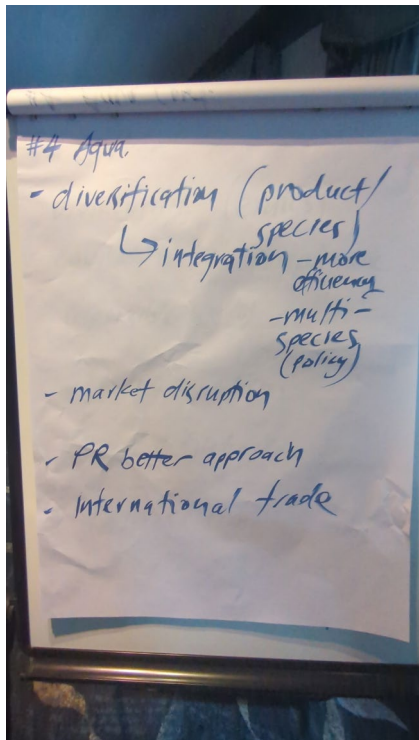 #4 Aqua.
- diversification (product/
species)
↳ integration - more
efficiency
- multi-
species
(policy)
- market disruption
- PR better approach
- International trade